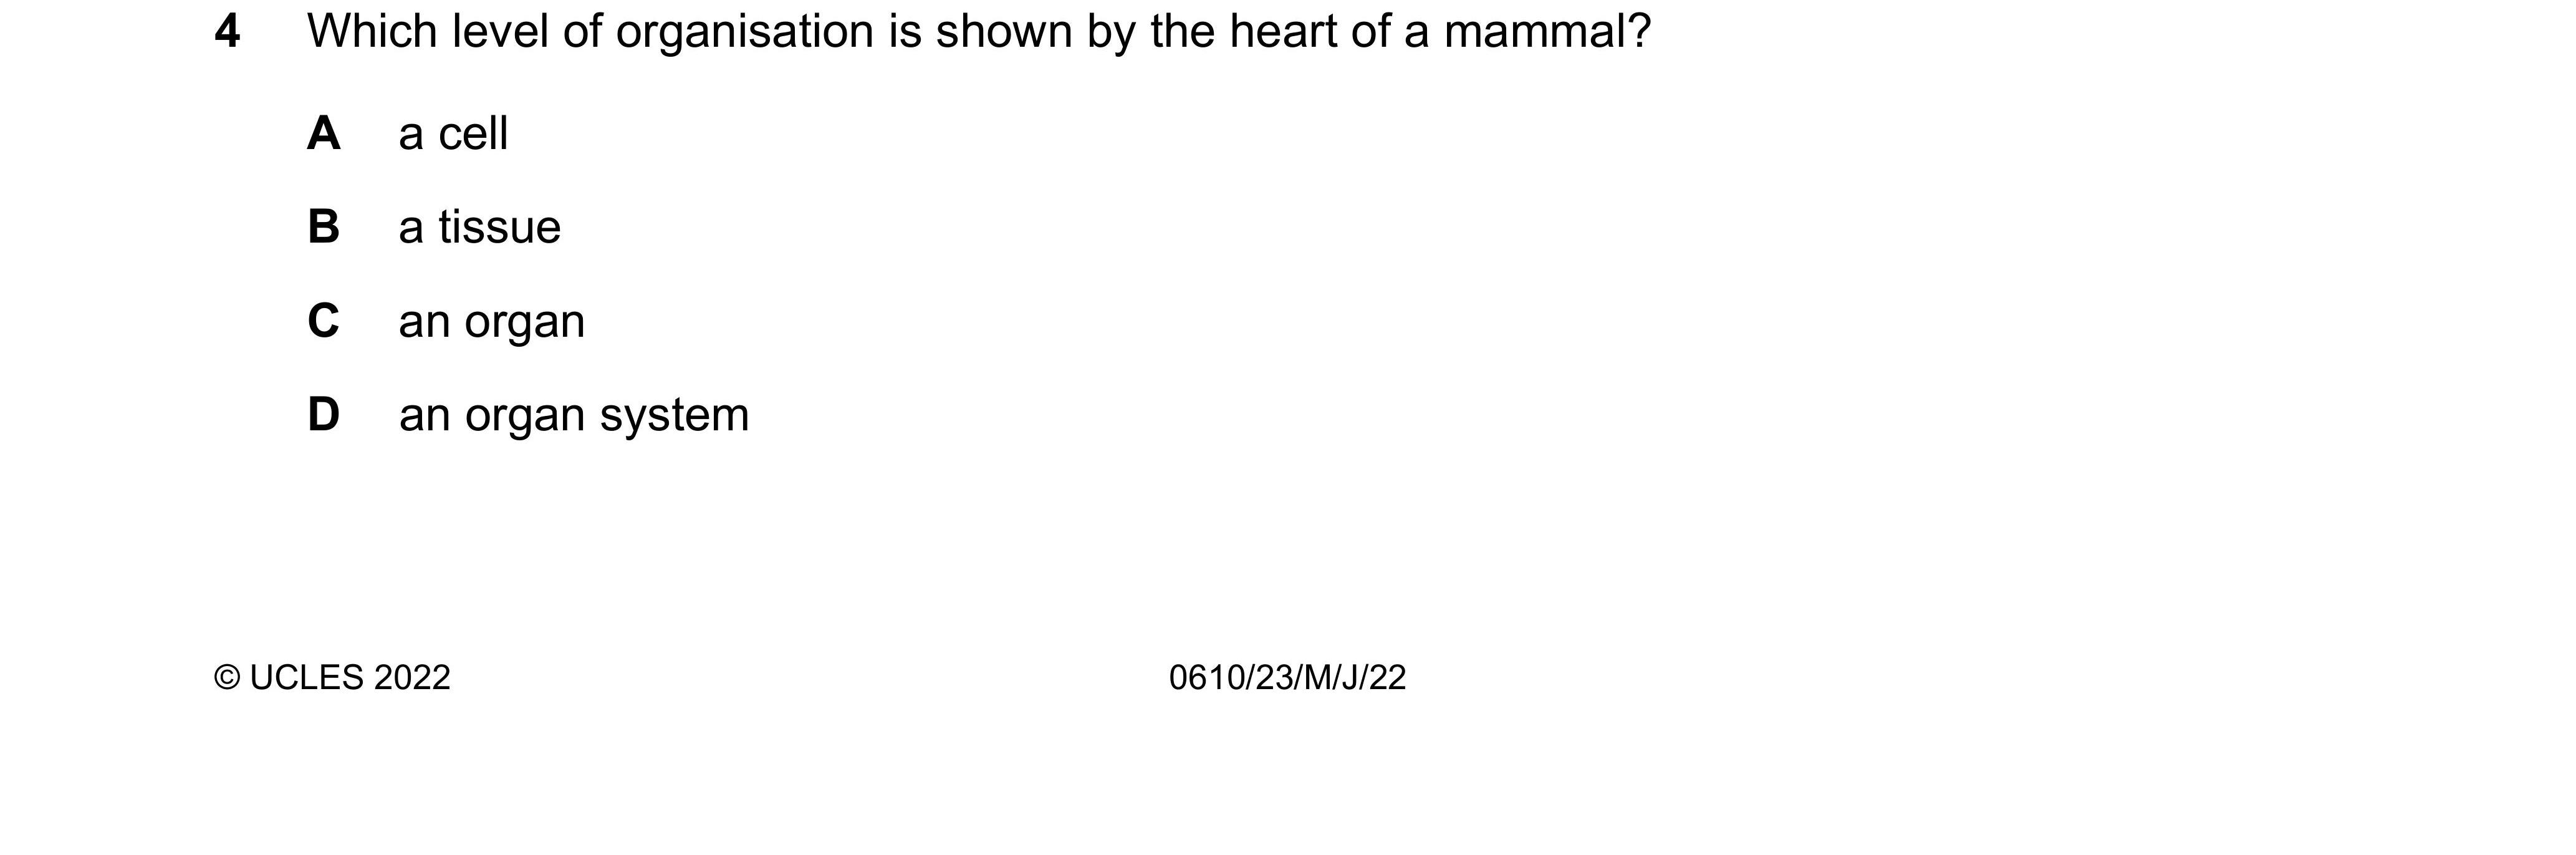 4 Which level of organisation is shown by the heart of a mammal?
A a cell
B a tissue
C an organ
D an organ system
© UCLES 2022 0610/23/M/J/22